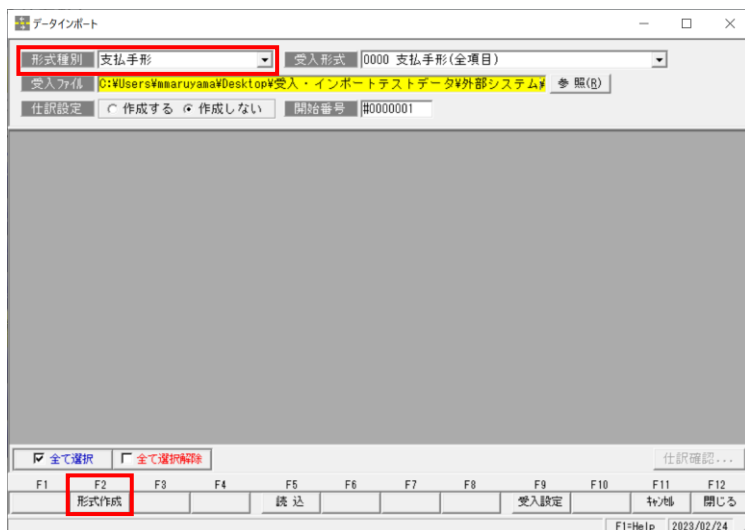 データインポート
形式種別 支払手形 受入形式 0000 支払手形(全項目)
受入ファイル C:¥Users¥mmaruyama¥Desktop¥受入・インポートテストデータ¥外部システム¥ 参 照(R)
仕訳設定 作成する 作成しない 開始番号 #0000001
全て選択 全て選択解除 仕訳確認...
F1 F2 F3 F4 F5 F6 F7 F8 F9 F10 F11 F12
形式作成 読 込 受入設定 キャンセル 閉じる
F1=Help 2023/02/24